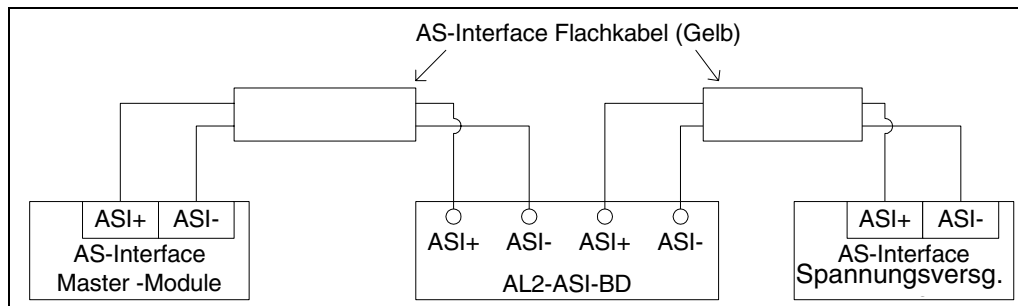 AS-Interface Flachkabel (Gelb)
ASI+ ASI-
AS-Interface
Master -Module
ASI+ ASI- ASI+ ASI-
AL2-ASI-BD
ASI+ ASI-
AS-Interface
Spannungsversg.